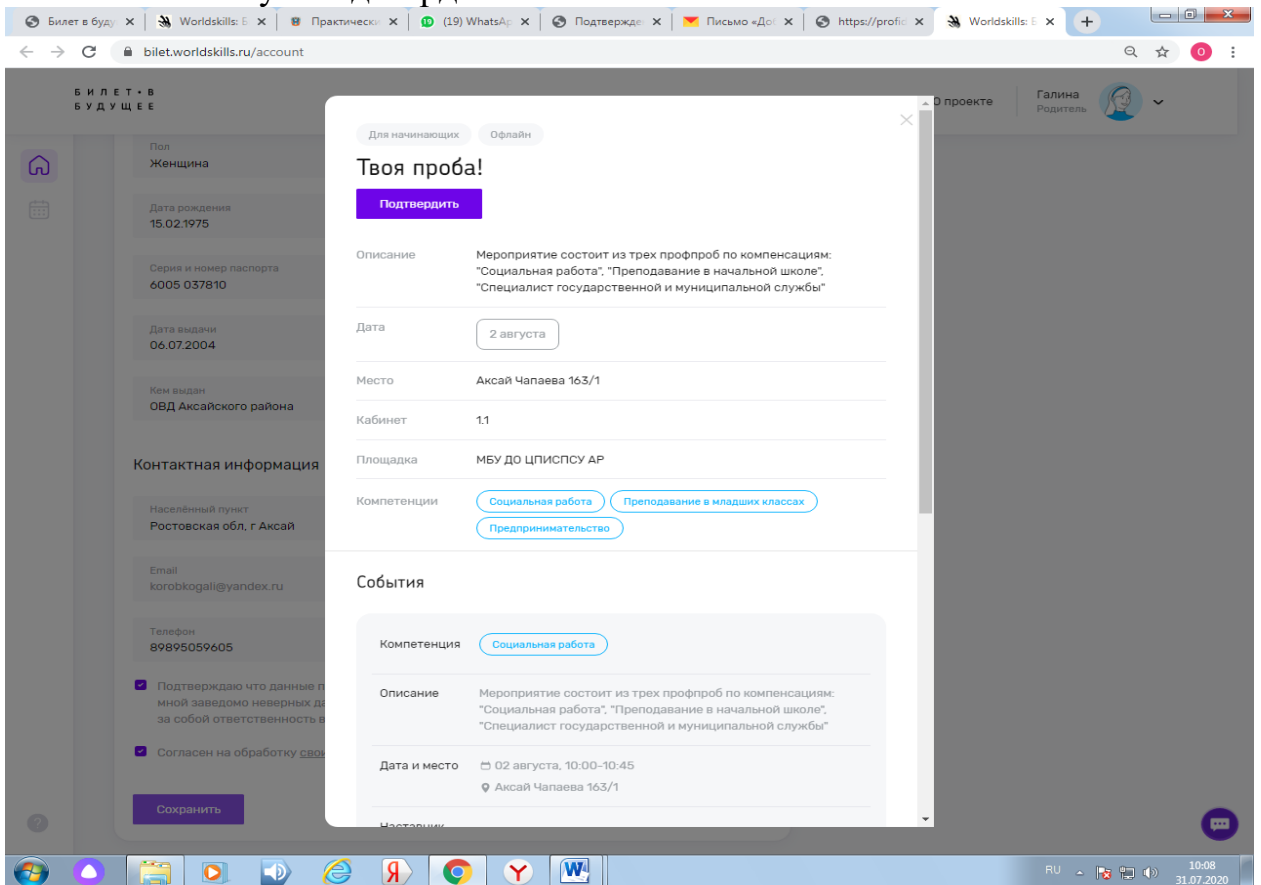 Билет в буду
Worldskills: Б
Практически
(19) WhatsAp
Подтвержде
Письмо «Доб
https://profid
Worldskills: Б
bilet.worldskills.ru/account
О
БИЛЕТ • В
БУДУЩЕЕ
О проекте
Галина
Родитель
Пол
Женщина
Дата рождения
15.02.1975
Серия и номер паспорта
6005 037810
Дата выдачи
06.07.2004
Кем выдан
ОВД Аксайского района
Контактная информация
Населённый пункт
Ростовская обл, г Аксай
Email
korobkogali@yandex.ru
Телефон
89895059605
Подтверждаю что данные п
мной заведомо неверных да
за собой ответственность в
Согласен на обработку свои
Сохранить
Для начинающих
Офлайн
Твоя проба!
Подтвердить
Описание
Мероприятие состоит из трех профпроб по компенсациям:
"Социальная работа", "Преподавание в начальной школе",
"Специалист государственной и муниципальной службы"
Дата
2 августа
Место
Аксай Чапаева 163/1
Кабинет
1.1
Площадка
МБУ ДО ЦПИСПСУ АР
Компетенции
Социальная работа
Преподавание в младших классах
Предпринимательство
События
Компетенция
Социальная работа
Описание
Мероприятие состоит из трех профпроб по компенсациям:
"Социальная работа", "Преподавание в начальной школе",
"Специалист государственной и муниципальной службы"
Дата и место
02 августа, 10:00-10:45
Аксай Чапаева 163/1
Наставник
RU
10:08
31.07.2020